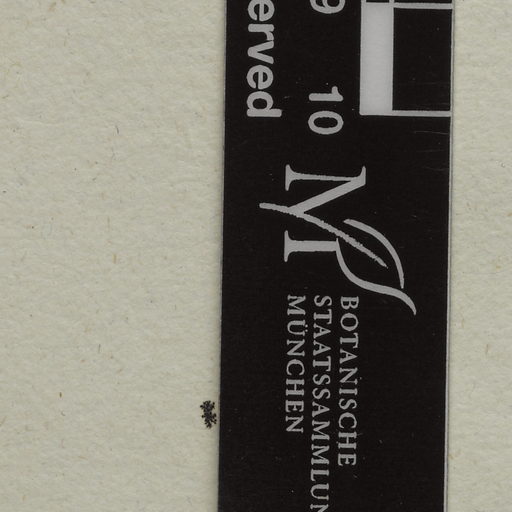 erved
9 10
M
BOTANISCHE
STAATSSAMMLUN
MÜNCHEN